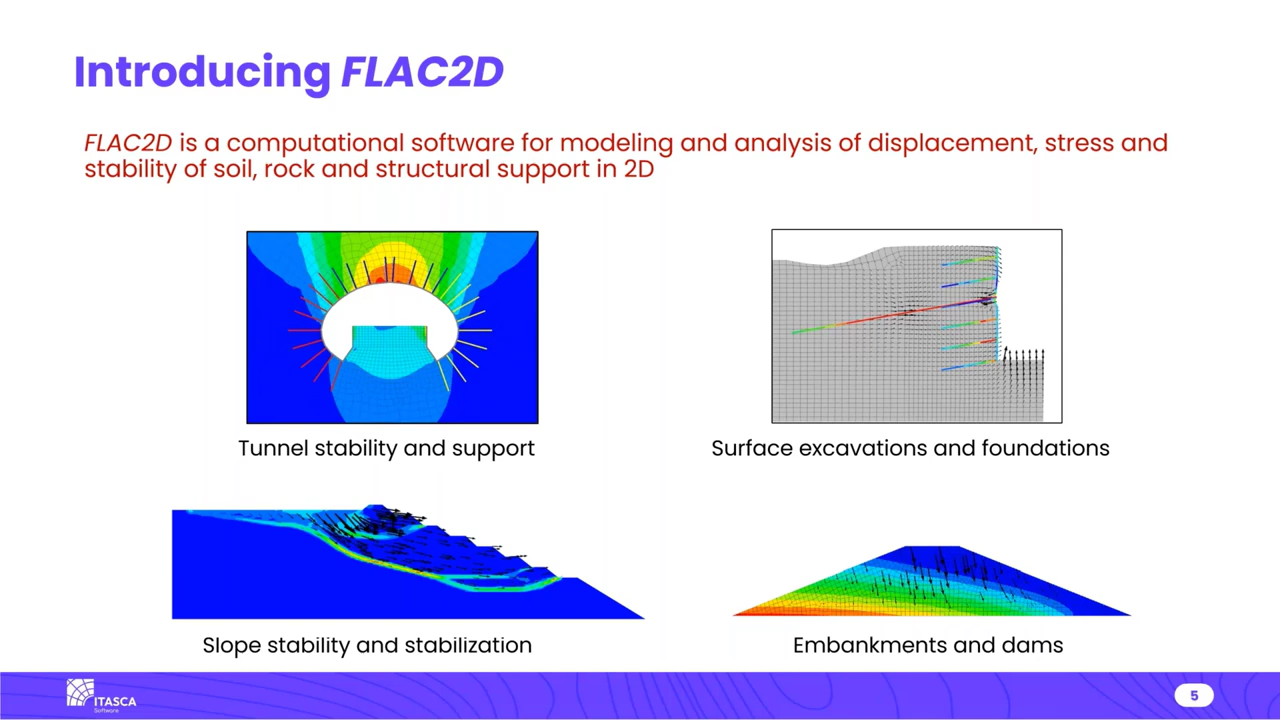 Introducing FLAC2D
FLAC2D is a computational software for modeling and analysis of displacement, stress and
stability of soil, rock and structural support in 2D
Tunnel stability and support
Surface excavations and foundations
Slope stability and stabilization
Embankments and dams
ITASCA
Software
5